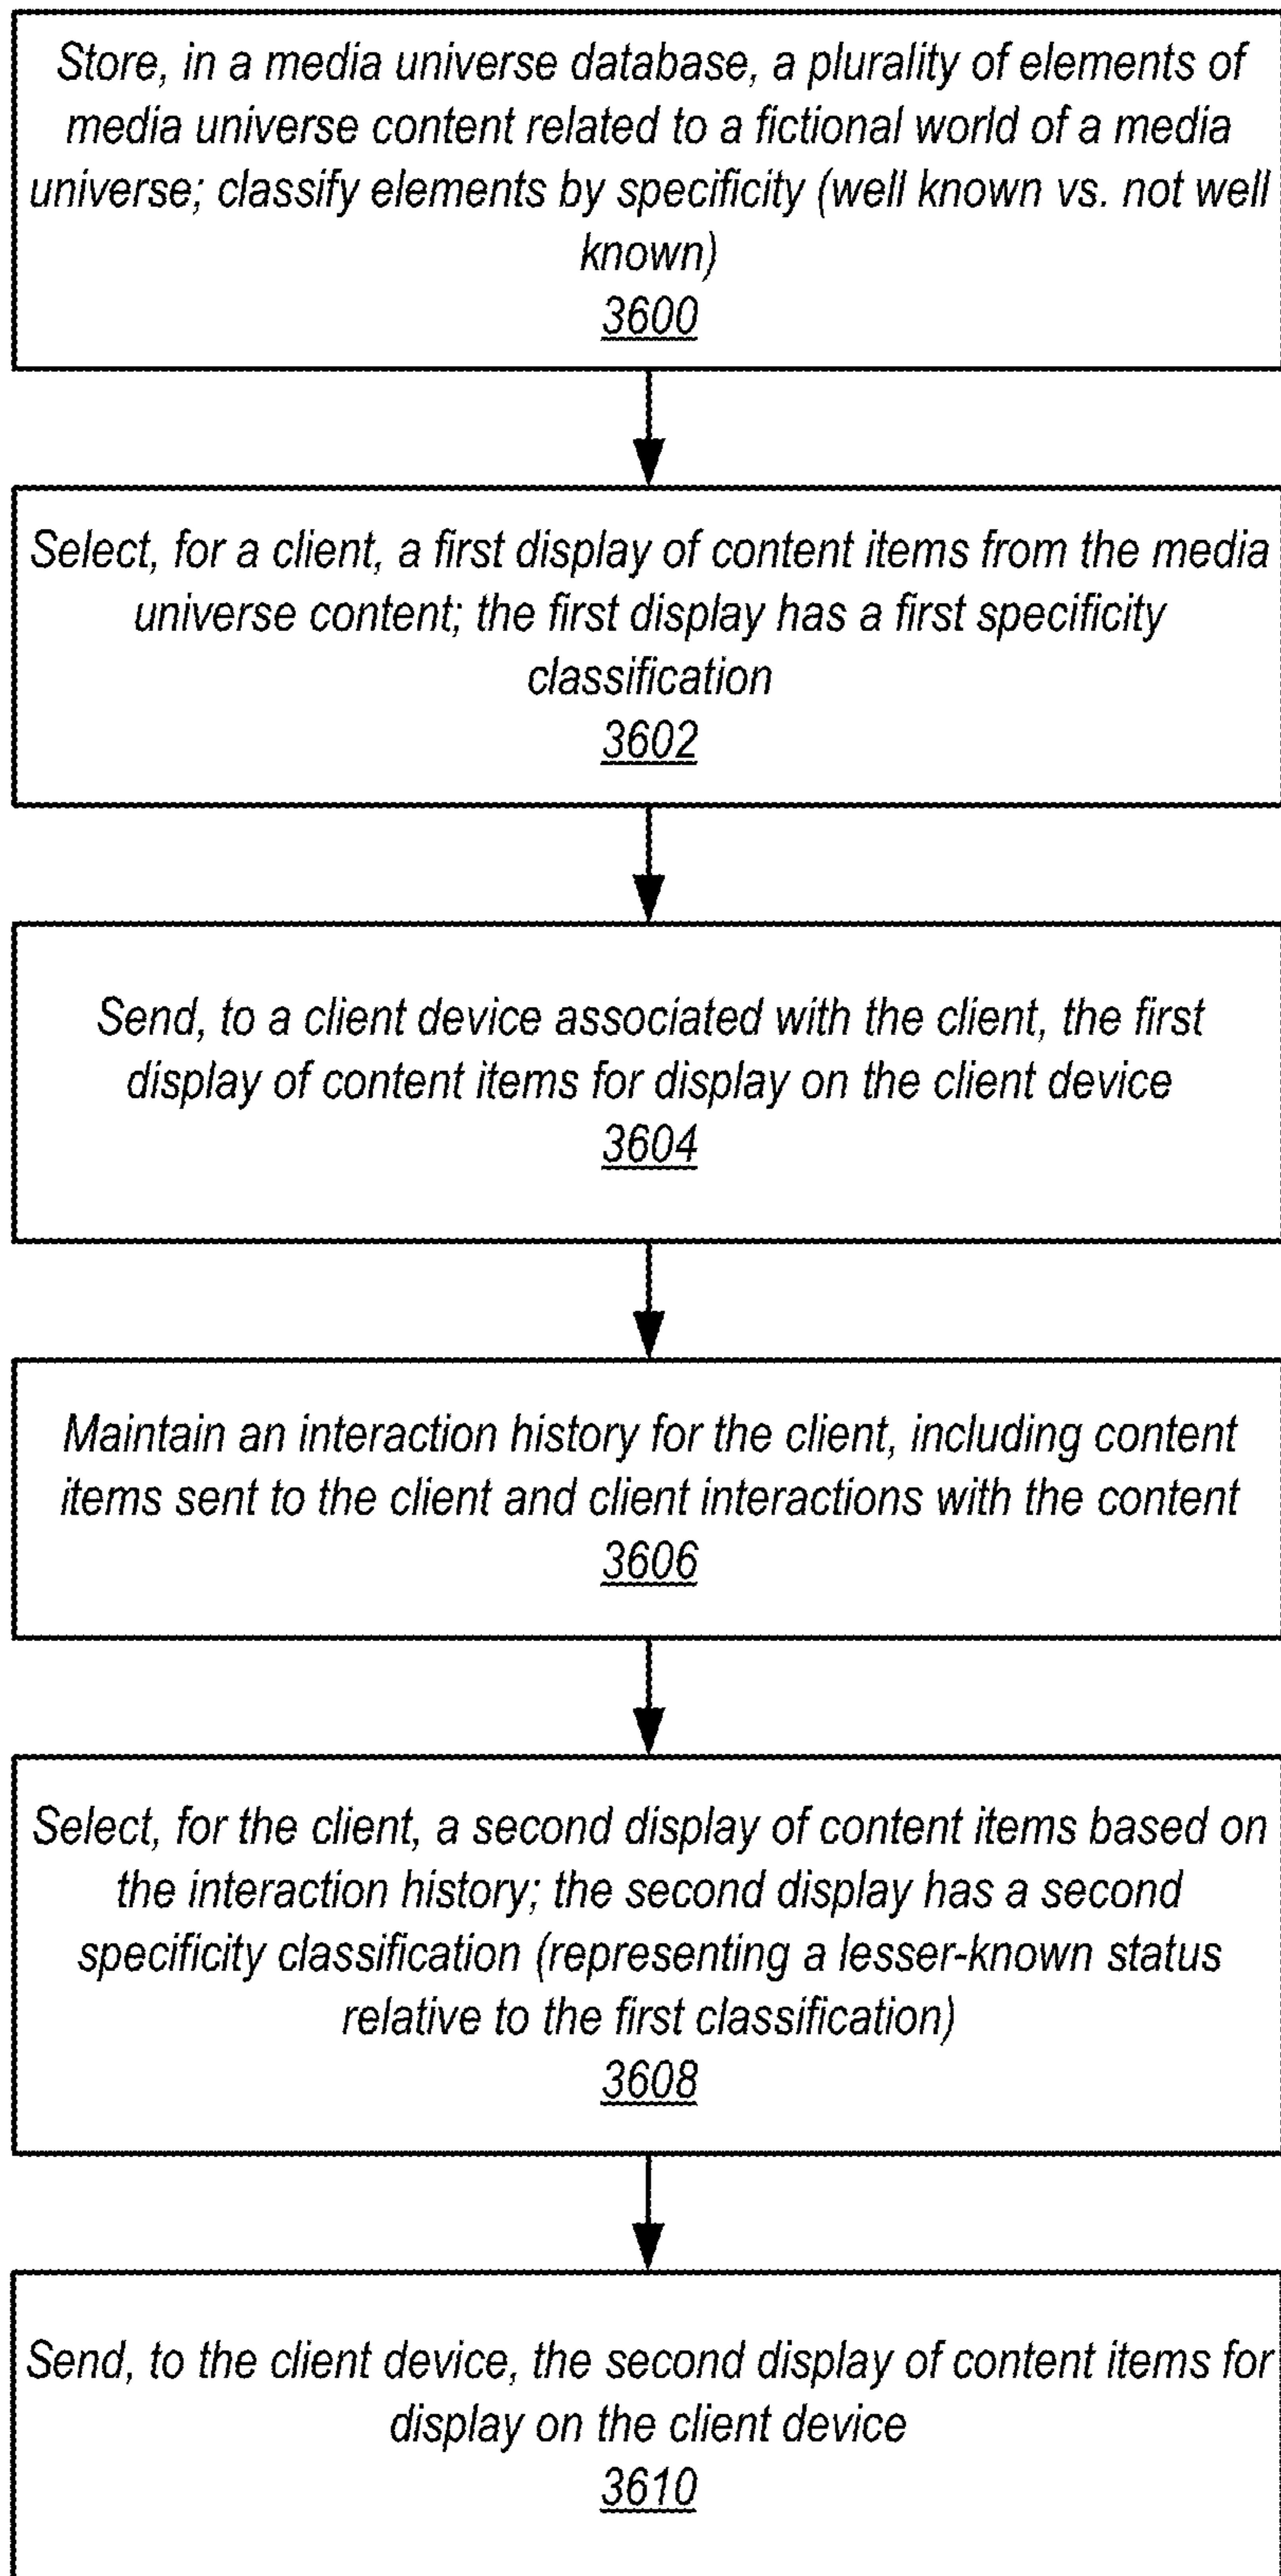 Store, in a media universe database, a plurality of elements of
media universe content related to a fictional world of a media
universe; classify elements by specificity (well known vs. not well
known)
3600
Select, for a client, a first display of content items from the media
universe content; the first display has a first specificity
classification
3602
Send, to a client device associated with the client, the first
display of content items for display on the client device
3604
Maintain an interaction history for the client, including content
items sent to the client and client interactions with the content
3606
Select, for the client, a second display of content items based on
the interaction history; the second display has a second
specificity classification (representing a lesser-known status
relative to the first classification)
3608
Send, to the client device, the second display of content items for
display on the client device
3610